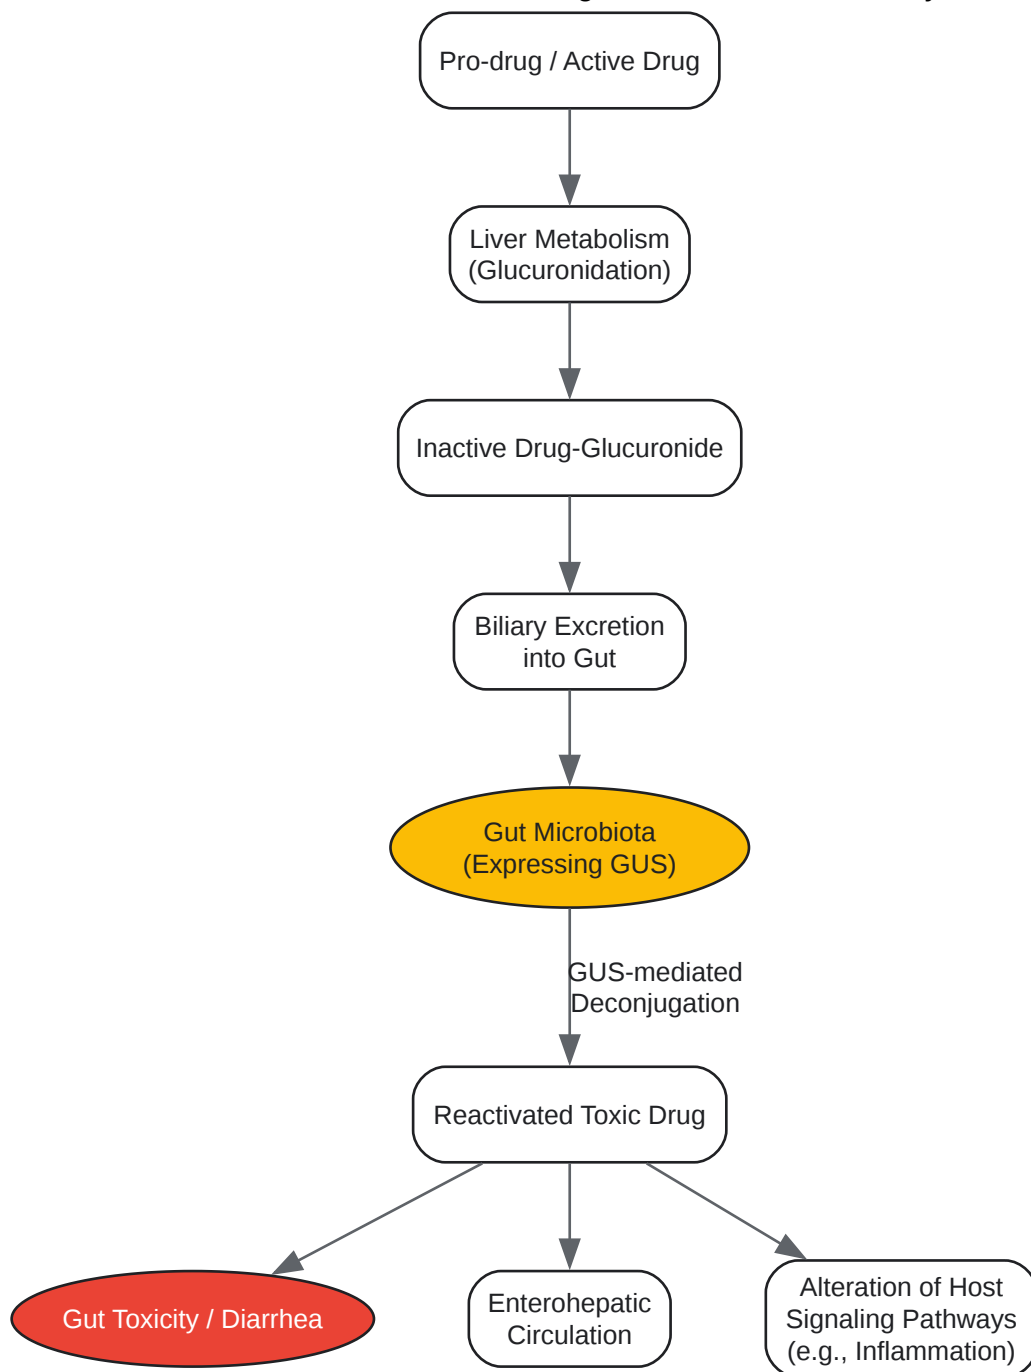 Pro-drug / Active Drug
Liver Metabolism
(Glucuronidation)
Inactive Drug-Glucuronide
Biliary Excretion
into Gut
Gut Microbiota
(Expressing GUS)
GUS-mediated
Deconjugation
Reactivated Toxic Drug
Gut Toxicity / Diarrhea
Enterohepatic
Circulation
Alteration of Host
Signaling Pathways
(e.g., Inflammation)